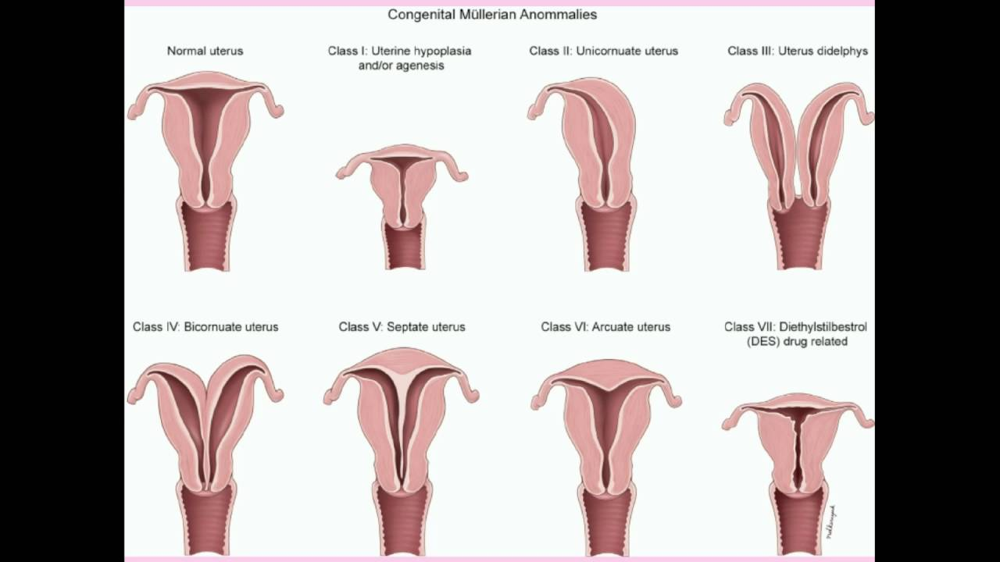 Congenital Müllerian Anommalies
Normal uterus
Class I: Uterine hypoplasia
and/or agenesis
Class II: Unicornuate uterus
Class III: Uterus didelphys
Class IV: Bicornuate uterus
Class V: Septate uterus
Class VI: Arcuate uterus
Class VII: Diethylstilbestrol
(DES) drug related